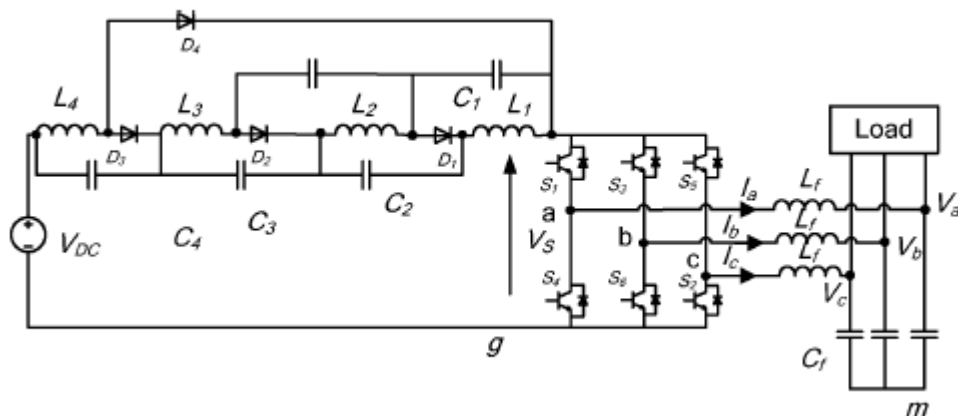 D4
L4
L3
L2
C1
L1
D3
D2
D1
C2
C3
C4
VDC
VS
g
S1
S3
S5
a
b
c
S4
S6
S2
Ia
Ib
Ic
Lf
Lf
Lf
Va
Vb
Vc
Load
Cf
m